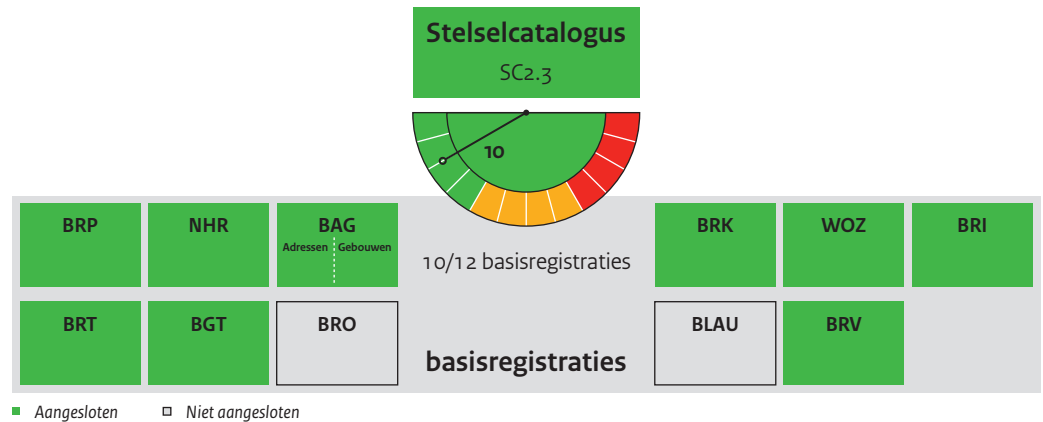 Stelselcatalogus
SC2.3
10
BRP
NHR
BAG
Adressen
Gebouwen
10/12 basisregistraties
BRK
WOZ
BRI
BRT
BGT
BRO
basisregistraties
BLAU
BRV
Aangesloten
Niet aangesloten